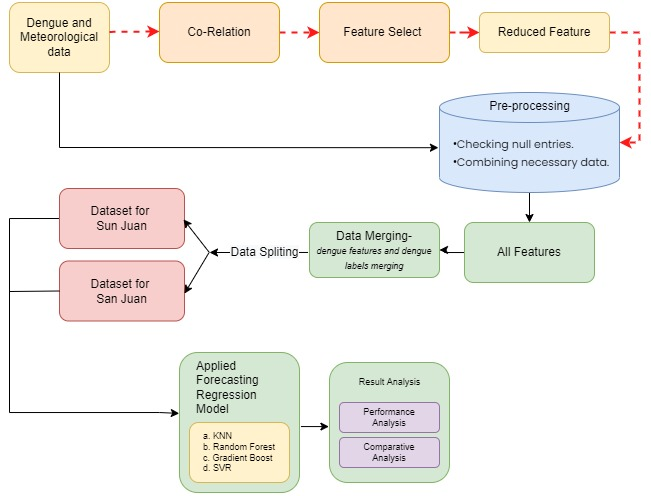 Dengue and
Meteorological
data
Co-Relation
Feature Select
Reduced Feature
Pre-processing
•Checking null entries.
•Combining necessary data.
Dataset for
Sun Juan
Data Spliting
Data Merging-
dengue features and dengue
labels merging
All Features
Dataset for
San Juan
Applied
Forecasting
Regression
Model
a. KNN
b. Random Forest
c. Gradient Boost
d. SVR
Result Analysis
Performance
Analysis
Comparative
Analysis